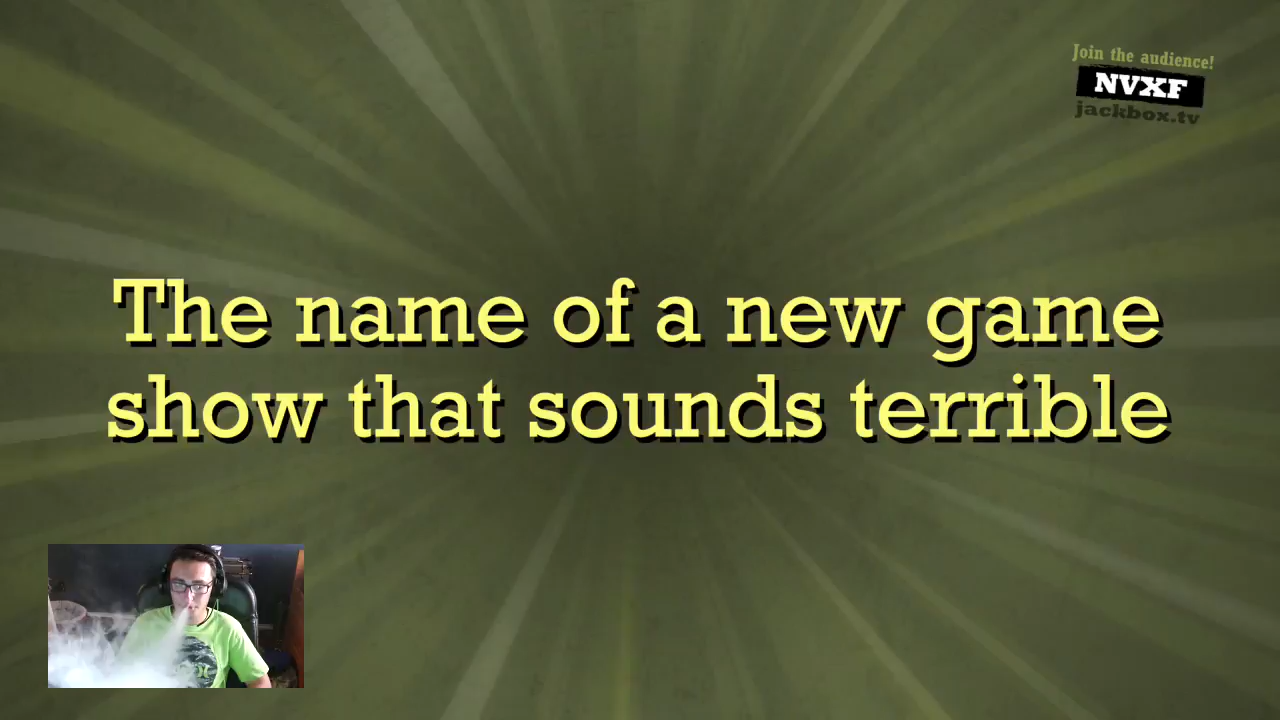 Join the audience!
NVXF
jackbox.tv
The name of a new game
show that sounds terrible